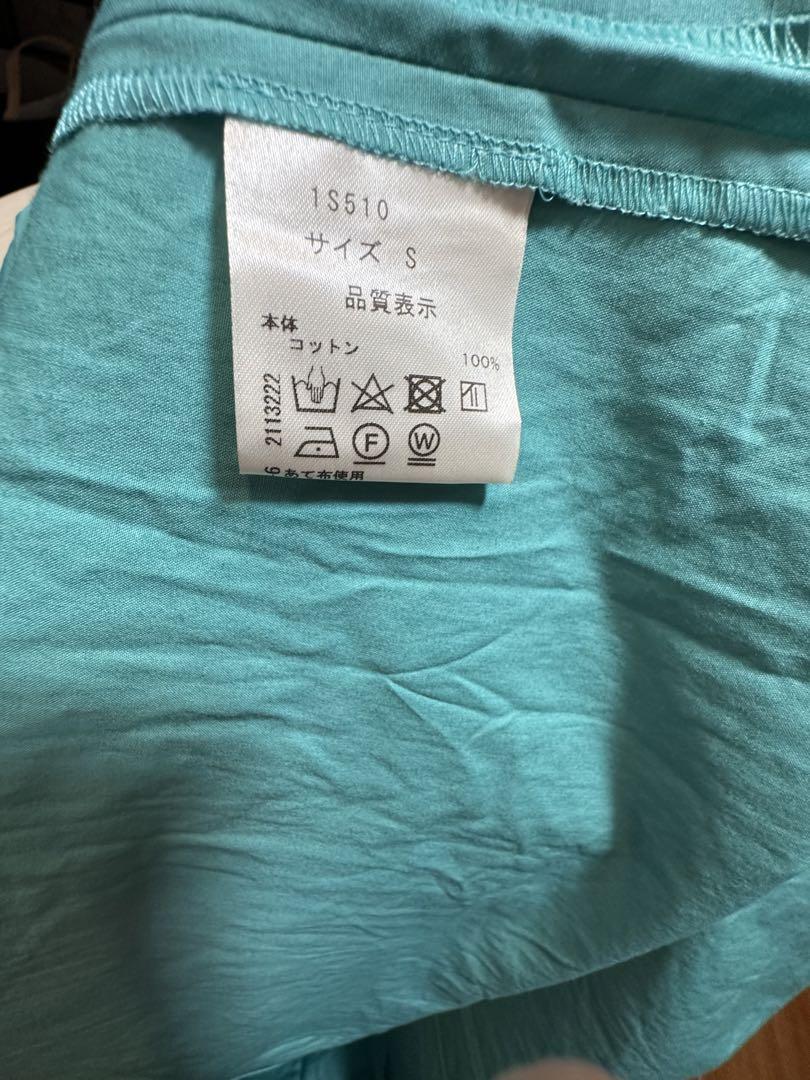 1S510
サイズ S
品質表示
本体
コットン 100%
2113222
F W
6 あて布使用